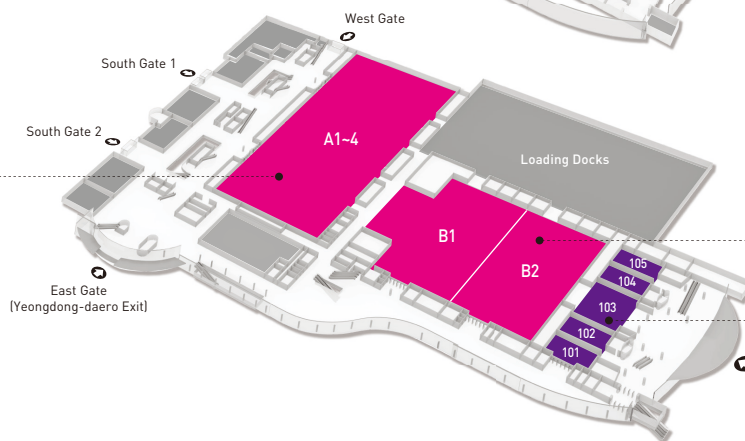 West Gate
South Gate 1
South Gate 2
A1~4
Loading Docks
B1
B2
105
104
103
102
101
East Gate
(Yeongdong-daero Exit)